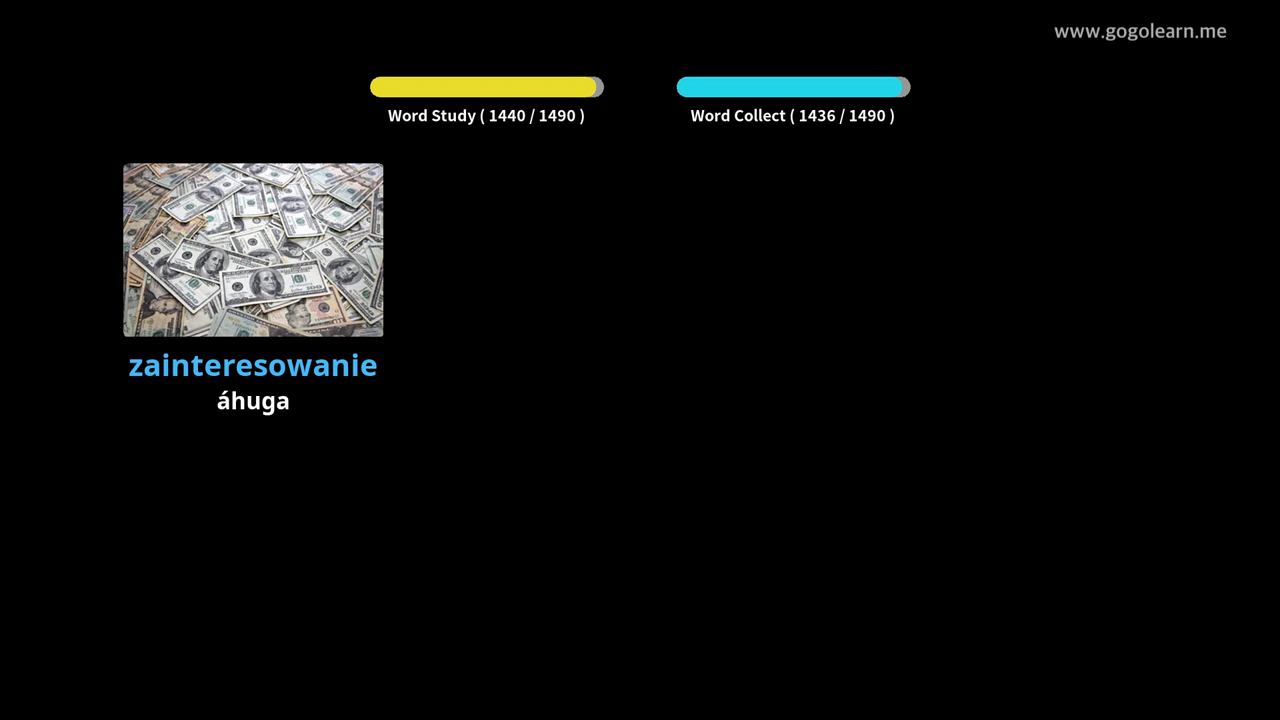 www.gogolearn.me
Word Study ( 1440 / 1490 )
Word Collect ( 1436 / 1490 )
zainteresowanie
áhuga